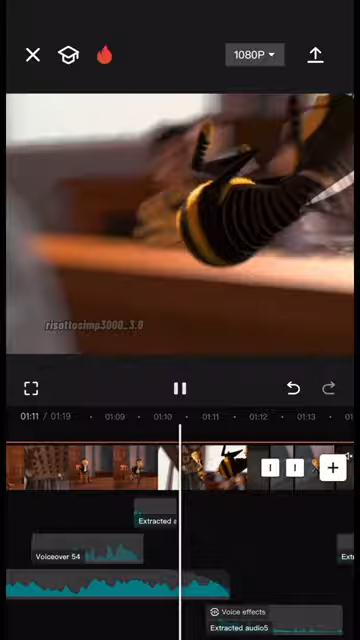 1080P
risottosimp3000_3.0
01:11 / 01:19 • 01:09 • 01:10 • 01:11 • 01:12 • 01:13 •
Extracted a
Voiceover 54
Voice effects
Extracted audio5